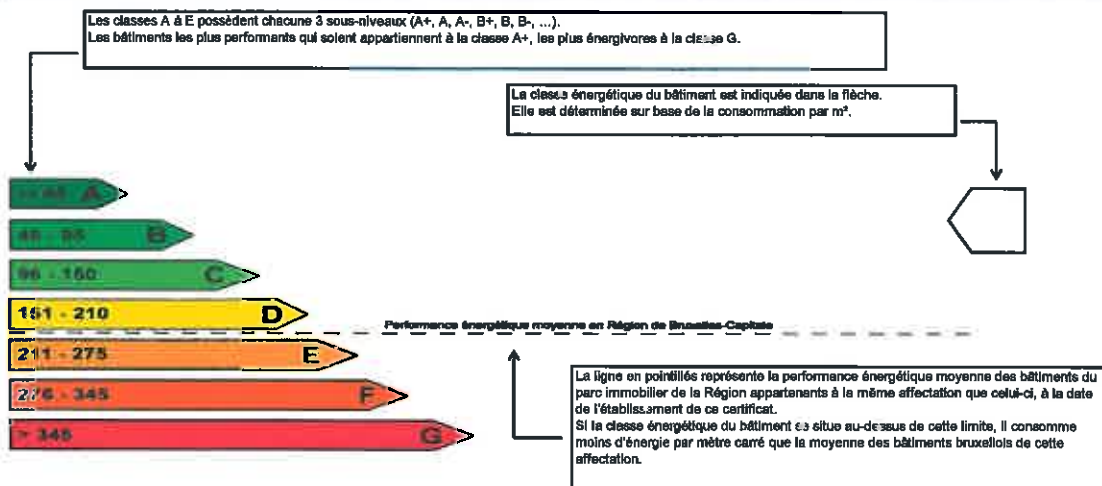 Les classes A à E possèdent chacune 3 sous-niveaux (A+, A, A-, B+, B, B-, ...).
Les bâtiments les plus performants qui soient appartiennent à la classe A+, les plus énergivores à la classe G.
La classe énergétique du bâtiment est indiquée dans la flèche.
Elle est déterminée sur base de la consommation par m².
A
B
96 - 150 C
151 - 210 D
Performance énergétique moyenne en Région de Bruxelles-Capitale
211 - 275 E
276 - 345 F
> 345 G
La ligne en pointillés représente la performance énergétique moyenne des bâtiments du
parc immobilier de la Région appartenants à la même affectation que celui-ci, à la date
de l'établissement de ce certificat.
Si la classe énergétique du bâtiment se situe au-dessus de cette limite, il consomme
moins d'énergie par mètre carré que la moyenne des bâtiments bruxellois de cette
affectation.